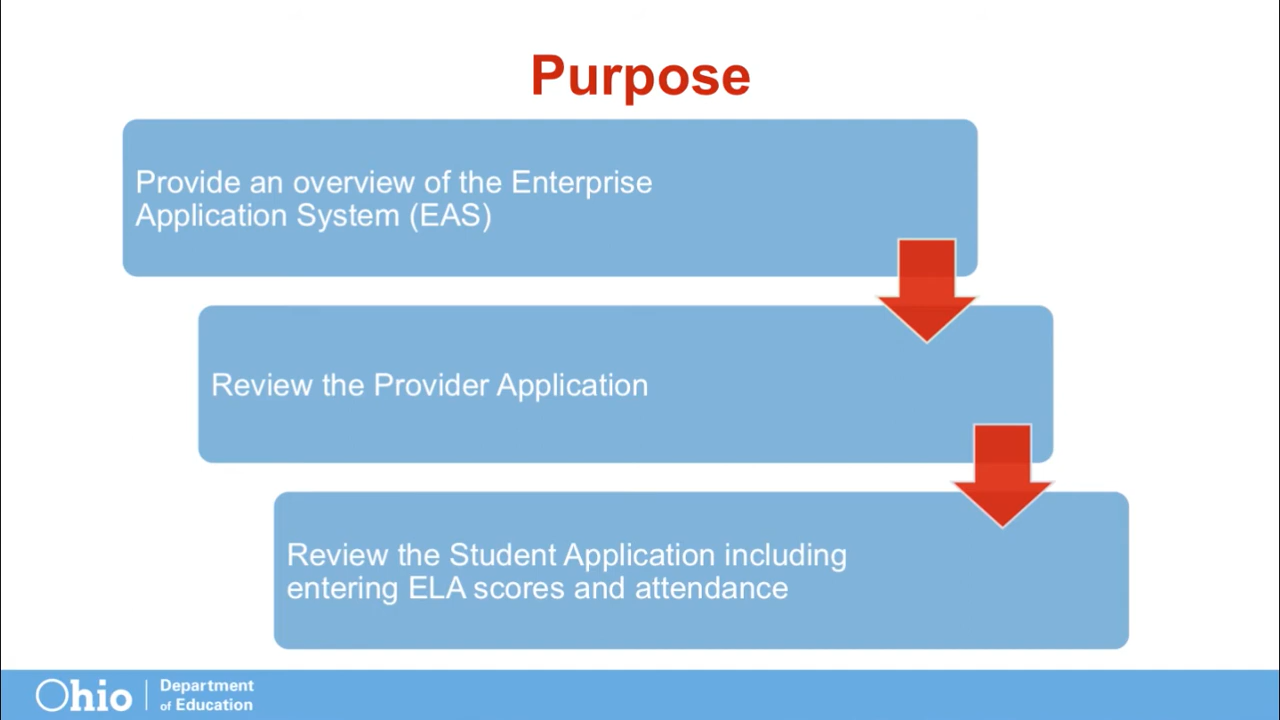 Purpose
Provide an overview of the Enterprise
Application System (EAS)
Review the Provider Application
Review the Student Application including
entering ELA scores and attendance
Ohio
Department
of Education